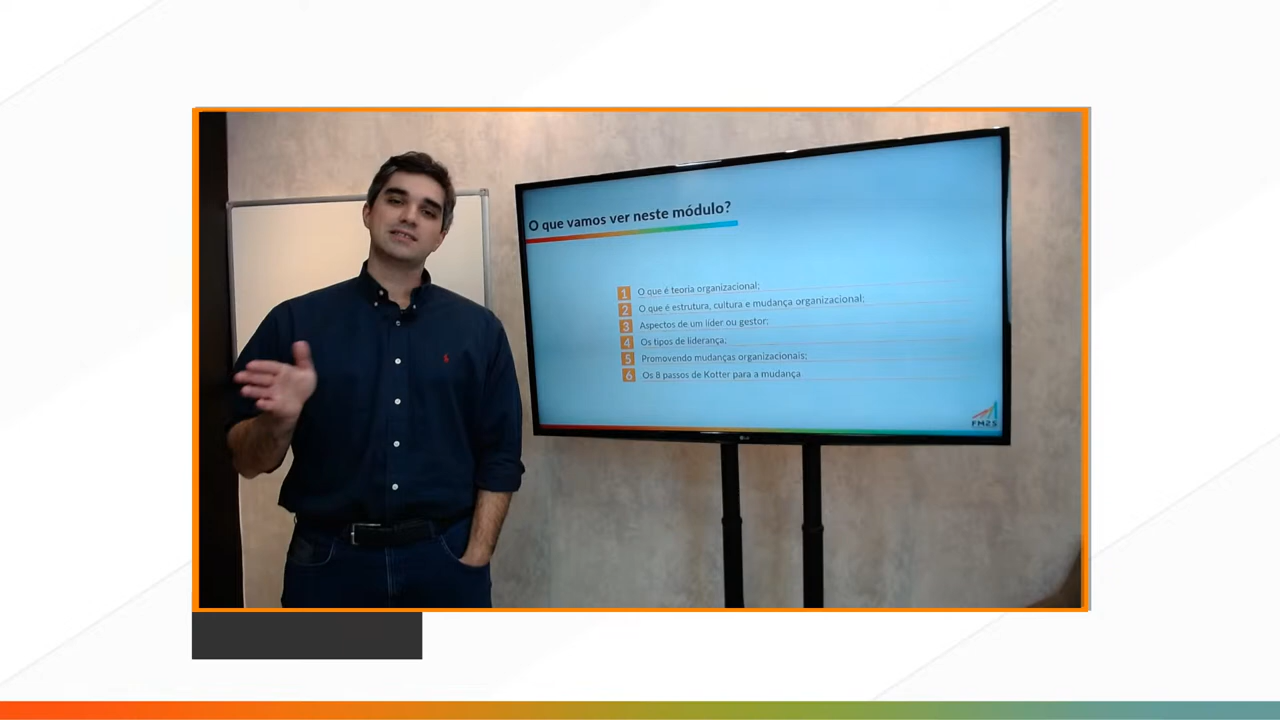 O que vamos ver neste módulo?
1 O que é teoria organizacional;
2 O que é estrutura, cultura e mudança organizacional;
3 Aspectos de um líder ou gestor;
4 Os tipos de liderança;
5 Promovendo mudanças organizacionais;
6 Os 8 passos de Kotter para a mudança
FM2S
LG